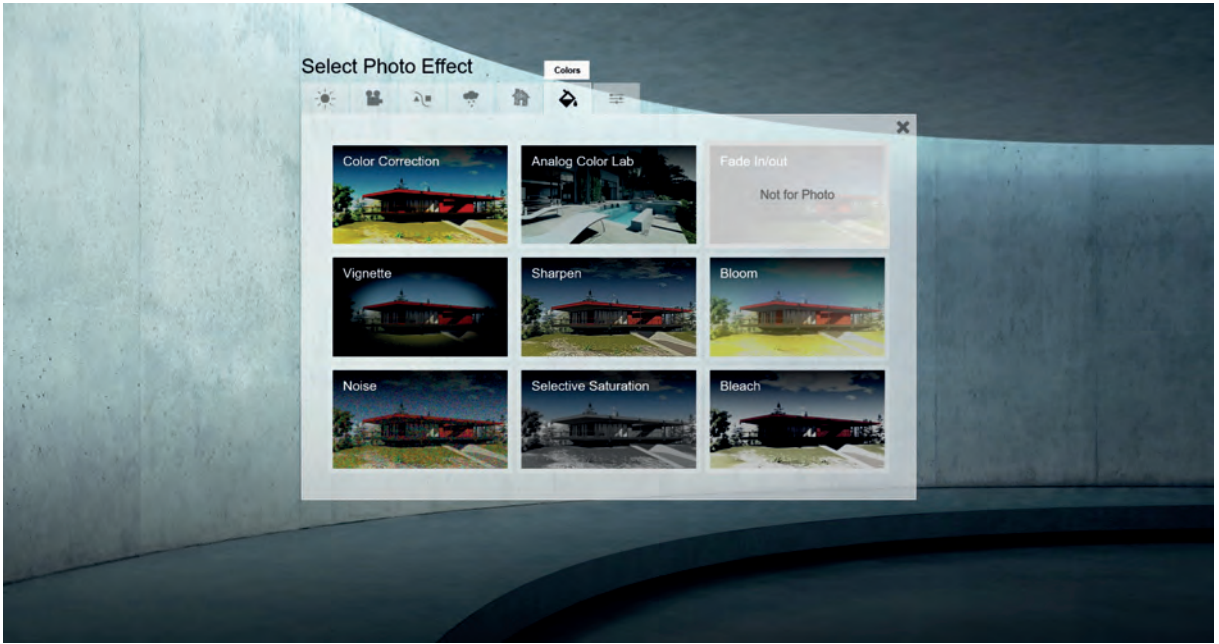 Select Photo Effect
Colors
Color Correction
Analog Color Lab
Fade In/out
Not for Photo
Vignette
Sharpen
Bloom
Noise
Selective Saturation
Bleach